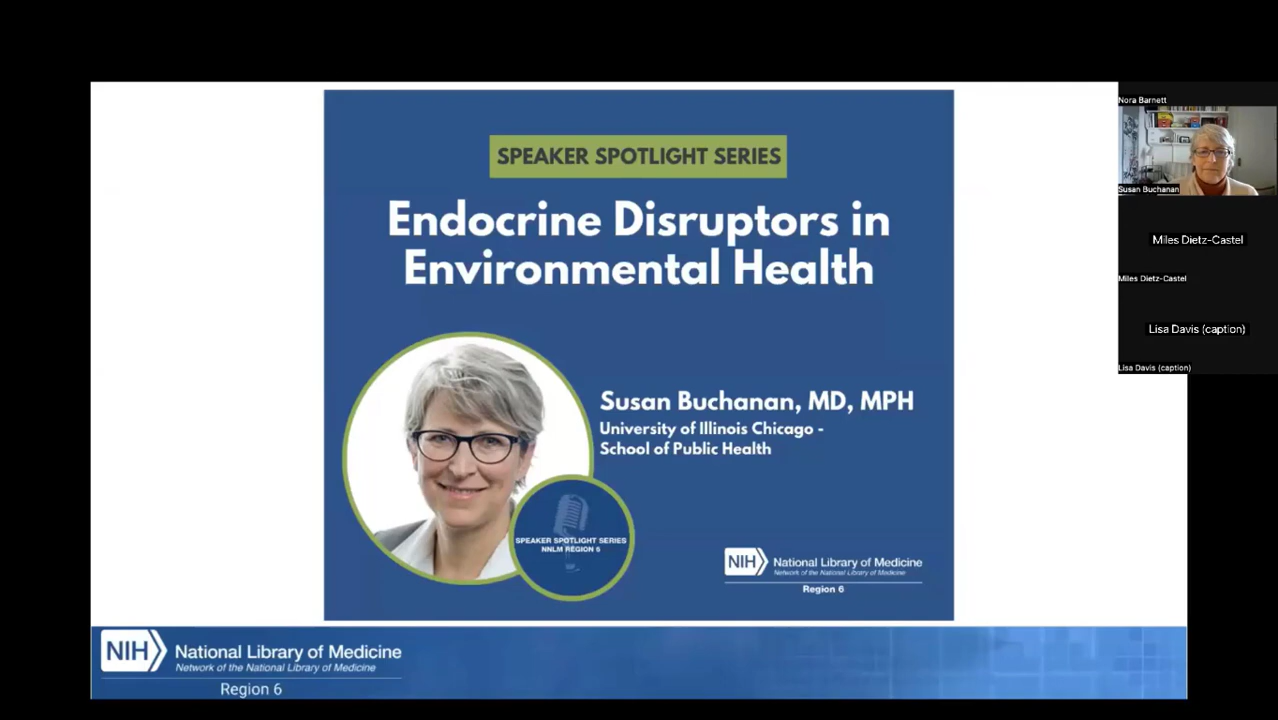 SPEAKER SPOTLIGHT SERIES
Endocrine Disruptors in
Environmental Health
Susan Buchanan, MD, MPH
University of Illinois Chicago -
School of Public Health
SPEAKER SPOTLIGHT SERIES
NNLM REGION 6
NIH National Library of Medicine
Network of the National Library of Medicine
Region 6
NIH National Library of Medicine
Network of the National Library of Medicine
Region 6
Nora Barnett
Susan Buchanan
Miles Dietz-Castel
Miles Dietz-Castel
Lisa Davis (caption)
Lisa Davis (caption)